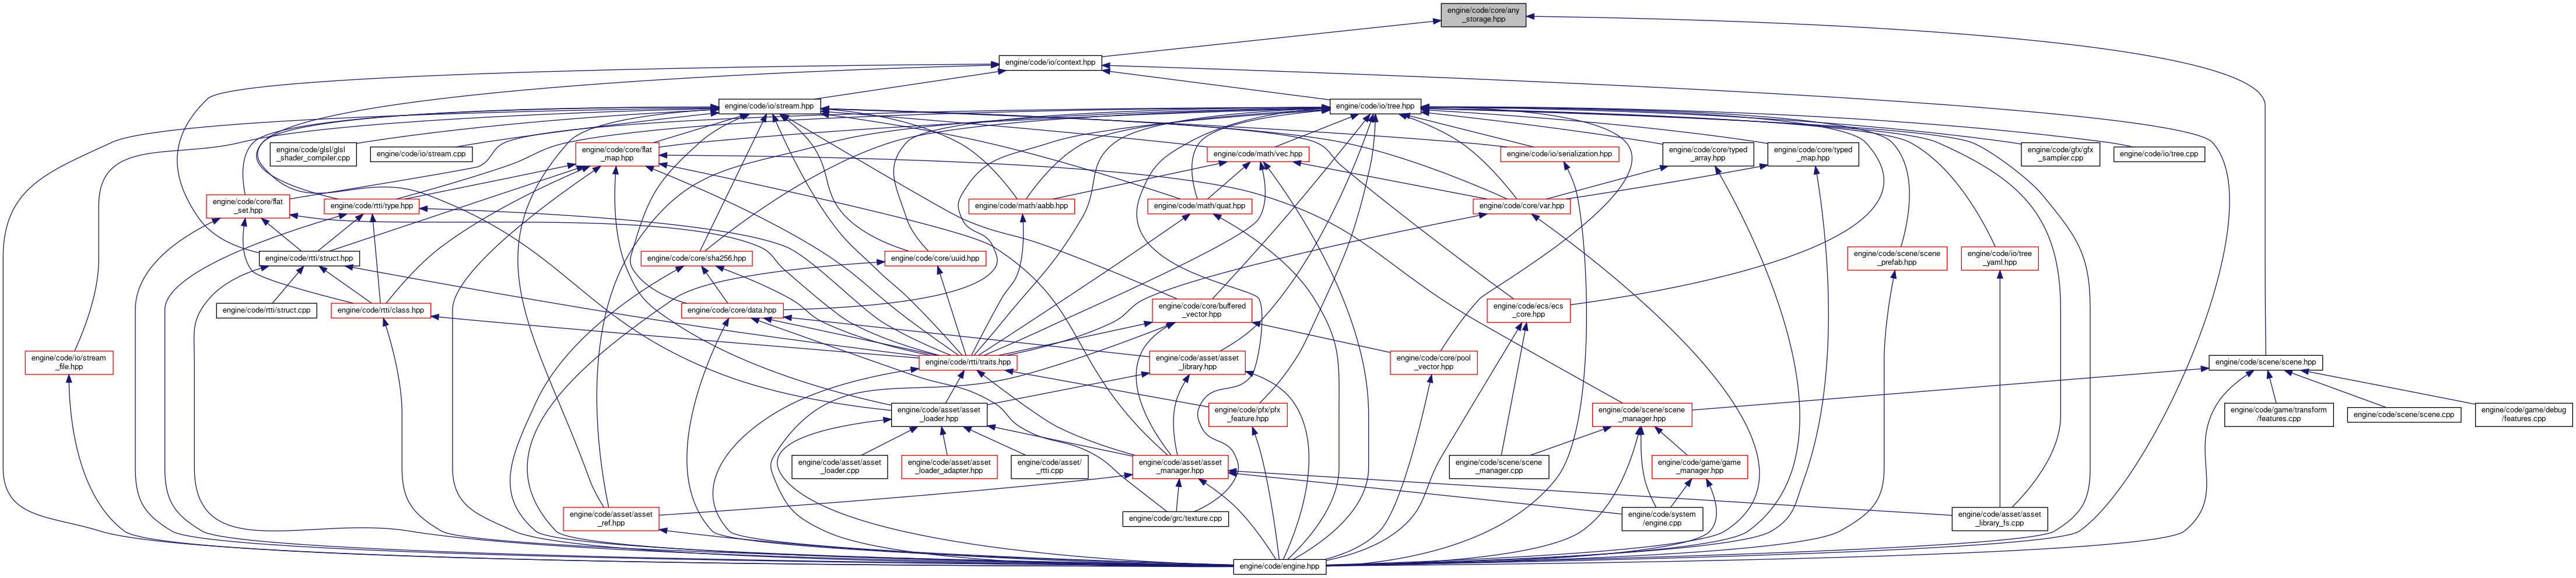 engine/code/core/any
_storage.hpp
engine/code/io/context.hpp
engine/code/io/stream.hpp
engine/code/io/tree.hpp
engine/code/glsl/glsl
_shader_compiler.cpp
engine/code/io/stream.cpp
engine/code/core/flat
_map.hpp
engine/code/math/vec.hpp
engine/code/io/serialization.hpp
engine/code/core/typed
_array.hpp
engine/code/core/typed
_map.hpp
engine/code/gfx/gfx
_sampler.cpp
engine/code/io/tree.cpp
engine/code/core/flat
_set.hpp
engine/code/rtti/type.hpp
engine/code/math/aabb.hpp
engine/code/math/quat.hpp
engine/code/core/var.hpp
engine/code/rtti/struct.hpp
engine/code/core/sha256.hpp
engine/code/core/uuid.hpp
engine/code/scene/scene
_prefab.hpp
engine/code/io/tree
_yaml.hpp
engine/code/rtti/struct.cpp
engine/code/rtti/class.hpp
engine/code/core/data.hpp
engine/code/core/buffered
_vector.hpp
engine/code/ecs/ecs
_core.hpp
engine/code/io/stream
_file.hpp
engine/code/rtti/traits.hpp
engine/code/asset/asset
_library.hpp
engine/code/core/pool
_vector.hpp
engine/code/scene/scene.hpp
engine/code/asset/asset
_loader.hpp
engine/code/pfx/pfx
_feature.hpp
engine/code/scene/scene
_manager.hpp
engine/code/game/transform
/features.cpp
engine/code/scene/scene.cpp
engine/code/game/debug
/features.cpp
engine/code/asset/asset
_loader.cpp
engine/code/asset/asset
_loader_adapter.hpp
engine/code/asset/
_rtti.cpp
engine/code/asset/asset
_manager.hpp
engine/code/scene/scene
_manager.cpp
engine/code/game/game
_manager.hpp
engine/code/asset/asset
_ref.hpp
engine/code/grc/texture.cpp
engine/code/system
/engine.cpp
engine/code/asset/asset
_library_fs.cpp
engine/code/engine.hpp